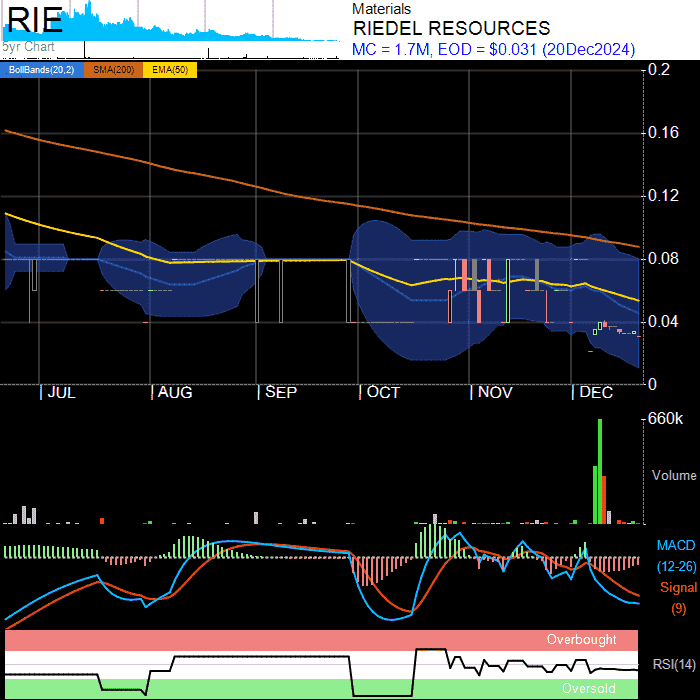 RIE
5yr Chart
Materials
RIEDEL RESOURCES
MC = 1.7M, EOD = $0.031 (20Dec2024)
BollBands(20,2) SMA(200) EMA(50)
0.2
0.16
0.12
0.08
0.04
0
JUL AUG SEP OCT NOV DEC
660k
Volume
MACD
(12-26)
Signal
(9)
Overbought
RSI(14)
Oversold